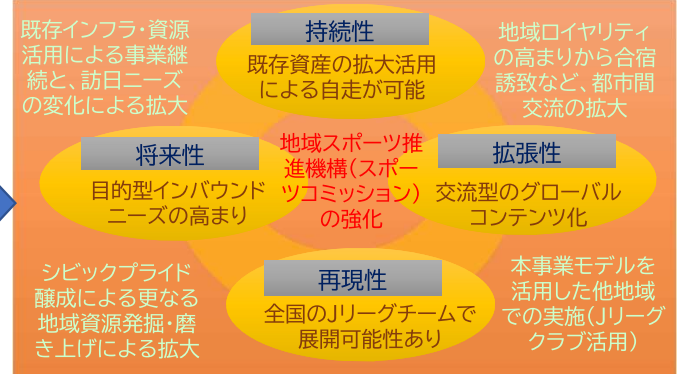 既存インフラ・資源
活用による事業継
続と、訪日ニーズ
の変化による拡大
持続性
既存資産の拡大活用
による自走が可能
地域ロイヤリティ
の高まりから合宿
誘致など、都市間
交流の拡大
将来性
目的型インバウンド
ニーズの高まり
地域スポーツ推
進機構(スポー
ツコミッション)
の強化
拡張性
交流型のグローバル
コンテンツ化
シビックプライド
醸成による更なる
地域資源発掘・磨
き上げによる拡大
再現性
全国のJリーグチームで
展開可能性あり
本事業モデルを
活用した他地域
での実施(Jリーグ
クラブ活用)